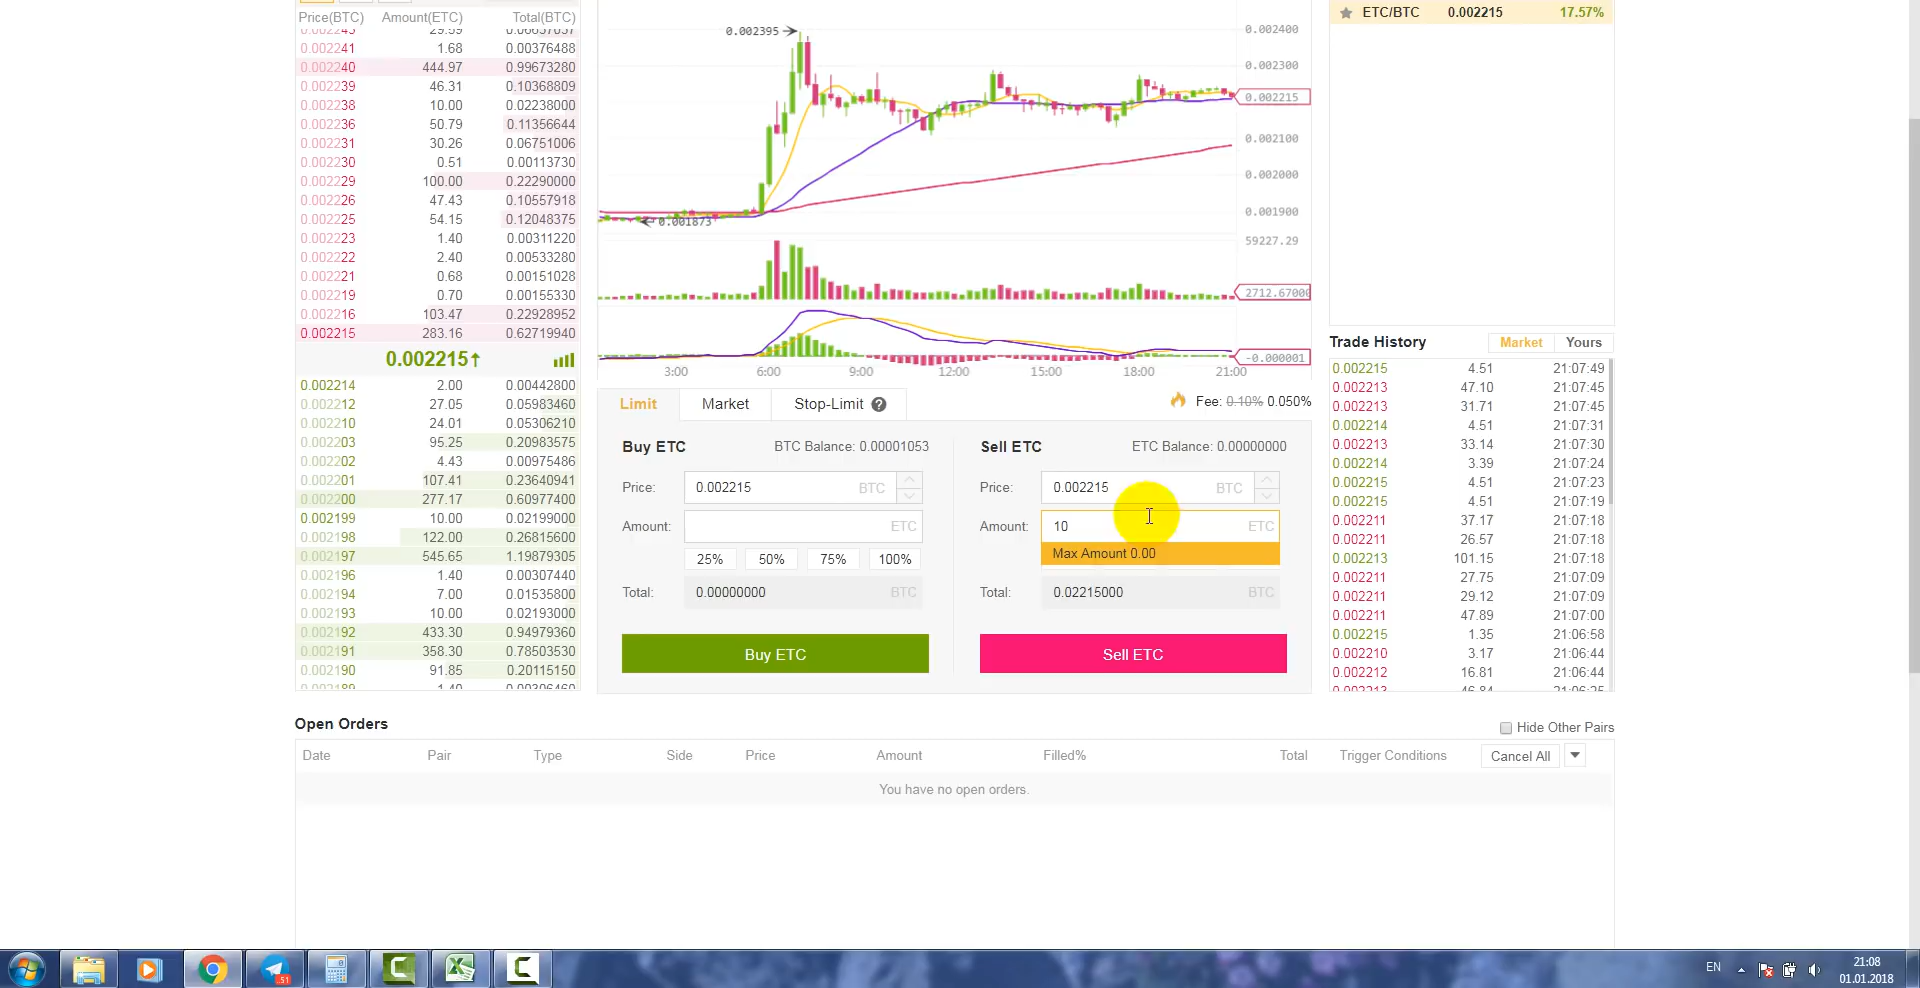 Price(BTC) Amount(ETC) Total(BTC)
29.59
0.002241 1.68 0.00376488
0.002240 444.97 0.99673280
0.002239 46.31 0.10368809
0.002238 10.00 0.02238000
0.002236 50.79 0.11356644
0.002231 30.26 0.06751006
0.002230 0.51 0.00113730
0.002229 100.00 0.22290000
0.002226 47.43 0.10557918
0.002225 54.15 0.12048375
0.002223 1.40 0.00311220
0.002222 2.40 0.00533280
0.002221 0.68 0.00151028
0.002219 0.70 0.00155330
0.002216 103.47 0.22928952
0.002215 283.16 0.62719940
0.002215↑
0.002214 2.00 0.00442800
0.002212 27.05 0.05983460
0.002210 24.01 0.05306210
0.002203 95.25 0.20983575
0.002202 4.43 0.00975486
0.002201 107.41 0.23640941
0.002200 277.17 0.60977400
0.002199 10.00 0.02199000
0.002198 122.00 0.26815600
0.002197 545.65 1.19879305
0.002196 1.40 0.00307440
0.002194 7.00 0.01535800
0.002193 10.00 0.02193000
0.002192 433.30 0.94979360
0.002191 358.30 0.78503530
0.002190 91.85 0.20115150
0.002189 1.40 0.00306460
0.002395
0.001873
0.002400
0.002300
0.002215
0.002100
0.002000
0.001900
59227.29
2712.67000
-0.000001
3:00 6:00 9:00 12:00 15:00 18:00 21:00
Limit Market Stop-Limit ?
Fee: 0.10% 0.050%
Buy ETC BTC Balance: 0.00001053
Price: 0.002215 BTC
Amount: ETC
25% 50% 75% 100%
Total: 0.00000000 BTC
Buy ETC
Sell ETC ETC Balance: 0.00000000
Price: 0.002215 BTC
Amount: 10 ETC
Max Amount 0.00
Total: 0.02215000 BTC
Sell ETC
ETC/BTC 0.002215 17.57%
Trade History Market Yours
0.002215 4.51 21:07:49
0.002213 47.10 21:07:45
0.002213 31.71 21:07:45
0.002214 4.51 21:07:31
0.002213 33.14 21:07:30
0.002214 3.39 21:07:24
0.002215 4.51 21:07:23
0.002215 4.51 21:07:19
0.002211 37.17 21:07:18
0.002211 26.57 21:07:18
0.002213 101.15 21:07:18
0.002211 27.75 21:07:09
0.002211 29.12 21:07:09
0.002211 47.89 21:07:00
0.002215 1.35 21:06:58
0.002210 3.17 21:06:44
0.002212 16.81 21:06:44
0.002213 46.84 21:06:25
Open Orders
Hide Other Pairs
Date Pair Type Side Price Amount Filled% Total Trigger Conditions Cancel All
You have no open orders.
51
EN
21:08
01.01.2018